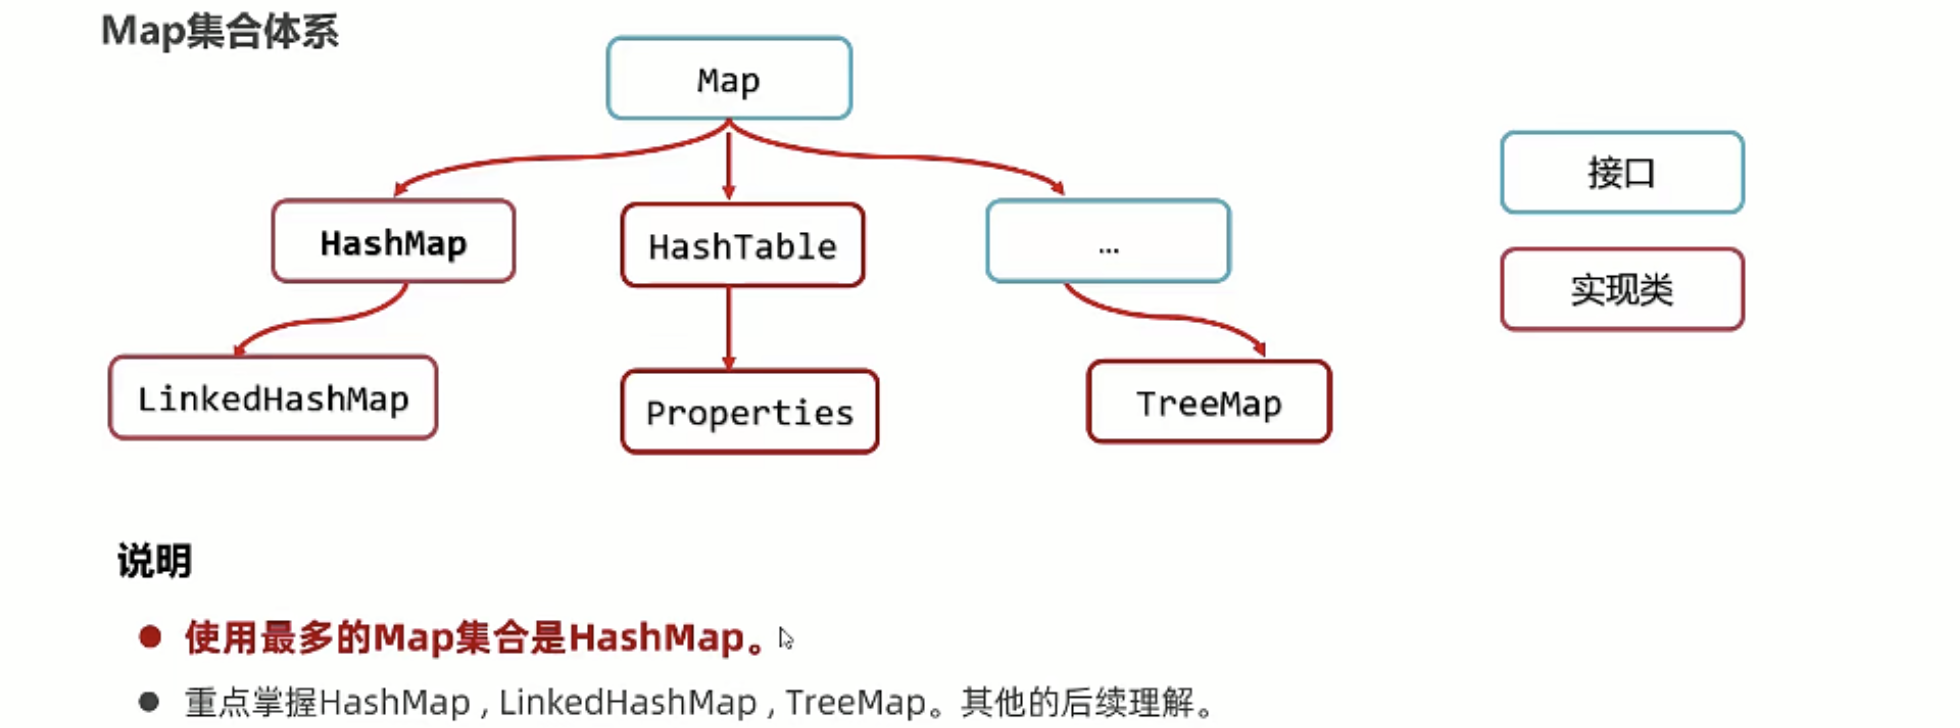 Map集合体系
Map
接口
HashMap
HashTable
...
实现类
LinkedHashMap
Properties
TreeMap
说明
使用最多的Map集合是HashMap。
重点掌握HashMap , LinkedHashMap , TreeMap。其他的后续理解。